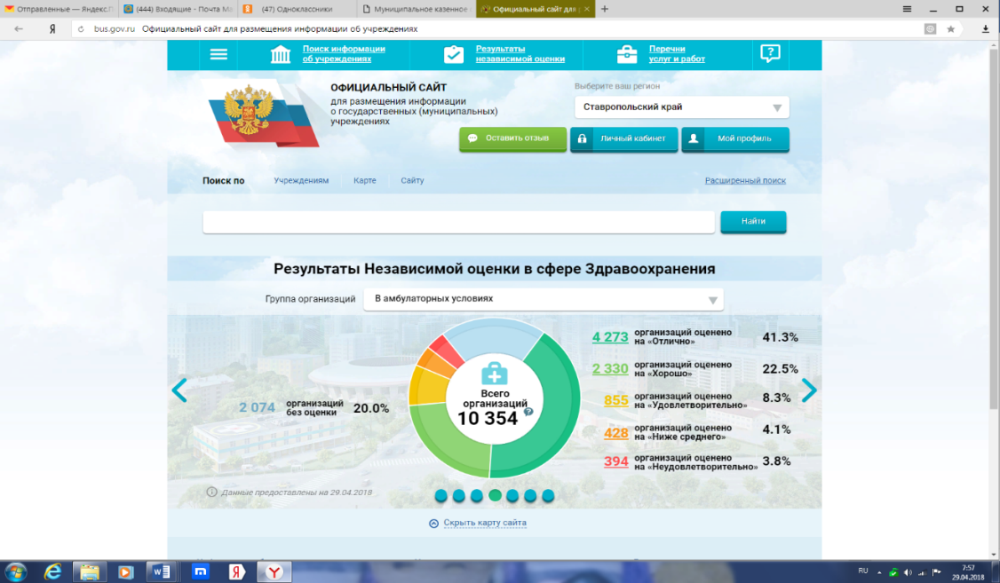 Отправленные — Яндекс.П
(444) Входящие - Почта Ма
(47) Одноклассники
Муниципальное казенное
Официальный сайт для р
bus.gov.ru Официальный сайт для размещения информации об учреждениях
Поиск информации
об учреждениях
Результаты
независимой оценки
Перечни
услуг и работ
ОФИЦИАЛЬНЫЙ САЙТ
для размещения информации
о государственных (муниципальных)
учреждениях
Выберите ваш регион
Ставропольский край
Оставить отзыв
Личный кабинет
Мой профиль
Поиск по
Учреждениям
Карте
Сайту
Расширенный поиск
Найти
Результаты Независимой оценки в сфере Здравоохранения
Группа организаций
В амбулаторных условиях
2 074 организаций без оценки 20.0%
Всего
организаций
10 354
4 273 организаций оценено на «Отлично» 41.3%
2 330 организаций оценено на «Хорошо» 22.5%
855 организаций оценено на «Удовлетворительно» 8.3%
428 организаций оценено на «Ниже среднего» 4.1%
394 организаций оценено на «Неудовлетворительно» 3.8%
Данные предоставлены на 29.04.2018
Скрыть карту сайта
RU
7:57
29.04.2018